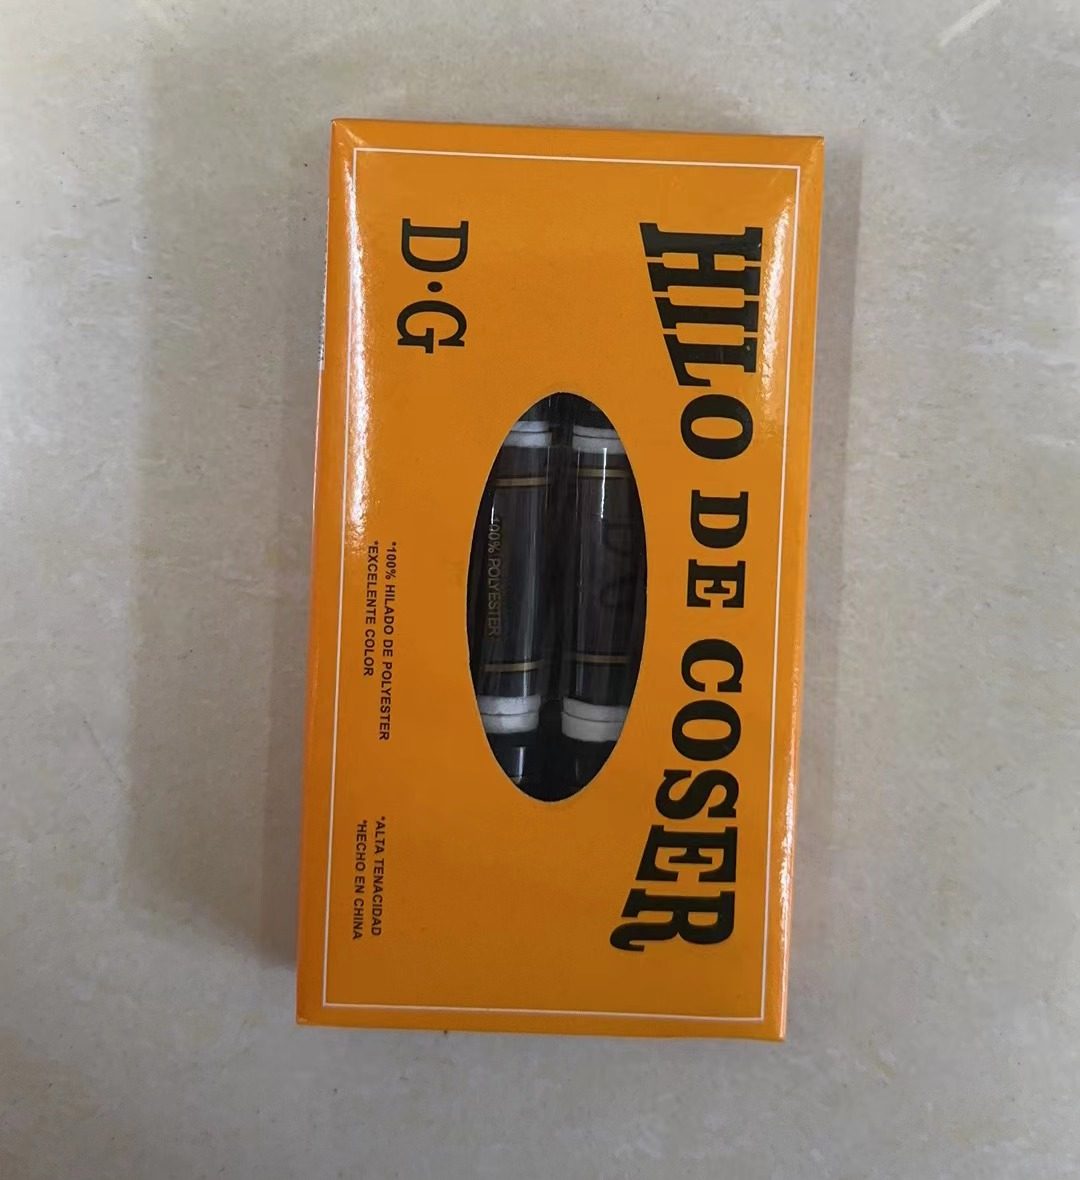 HILO DE COSER
100% POLYESTER
D·G
*100% HILADO DE POLYESTER
*EXCELENTE COLOR
*ALTA TENACIDAD
*HECHO EN CHINA